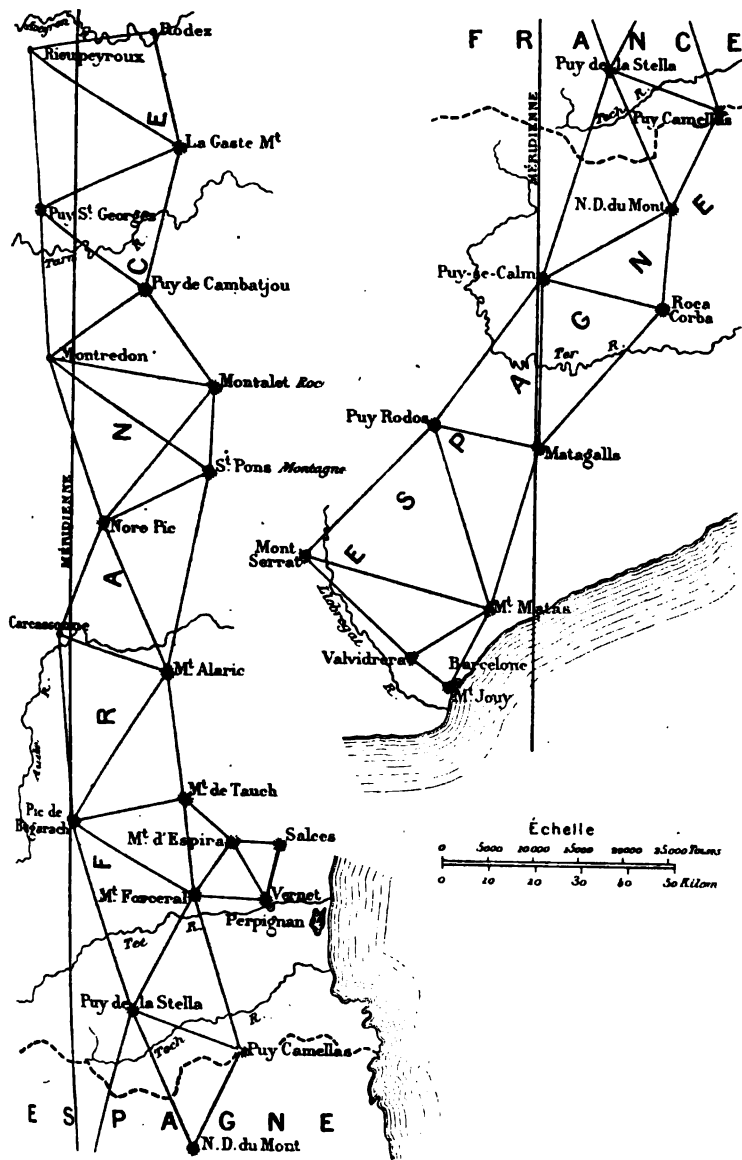 Rodez
Rieupeyroux
La Gaste Mt
Puy St Georges
Tarn
R.
Puy de Cambatjou
Montredon
Montalet Roc
St Pons Montagne
MÉRIDIENNE
Nore Pic
Carcassonne
Mt Alaric
R.
Aude
Mt de Tauch
Pic de
Bugarach
Mt d'Espira
Salces
Mt Forceral
Vernet
Perpignan
Tet
R.
Puy de la Stella
Tech
R.
Puy Camellas
N.D. du Mont
F R A N C E
E S P A G N E
F R A N C E
Puy de la Stella
Tech R.
Puy Camellas
MÉRIDIENNE
N.D. du Mont
Puy-de-Calm
Roca
Corba
Ter R.
Puy Rodos
Matagalls
E S P A G N E
Mont
Serrat
Llobregat
R.
Mt Matas
Valvidrera
Barcelone
Mt Jouy
Échelle
0 5000 10000 15000 20000 25000 Toises
0 10 20 30 40 50 Kilom